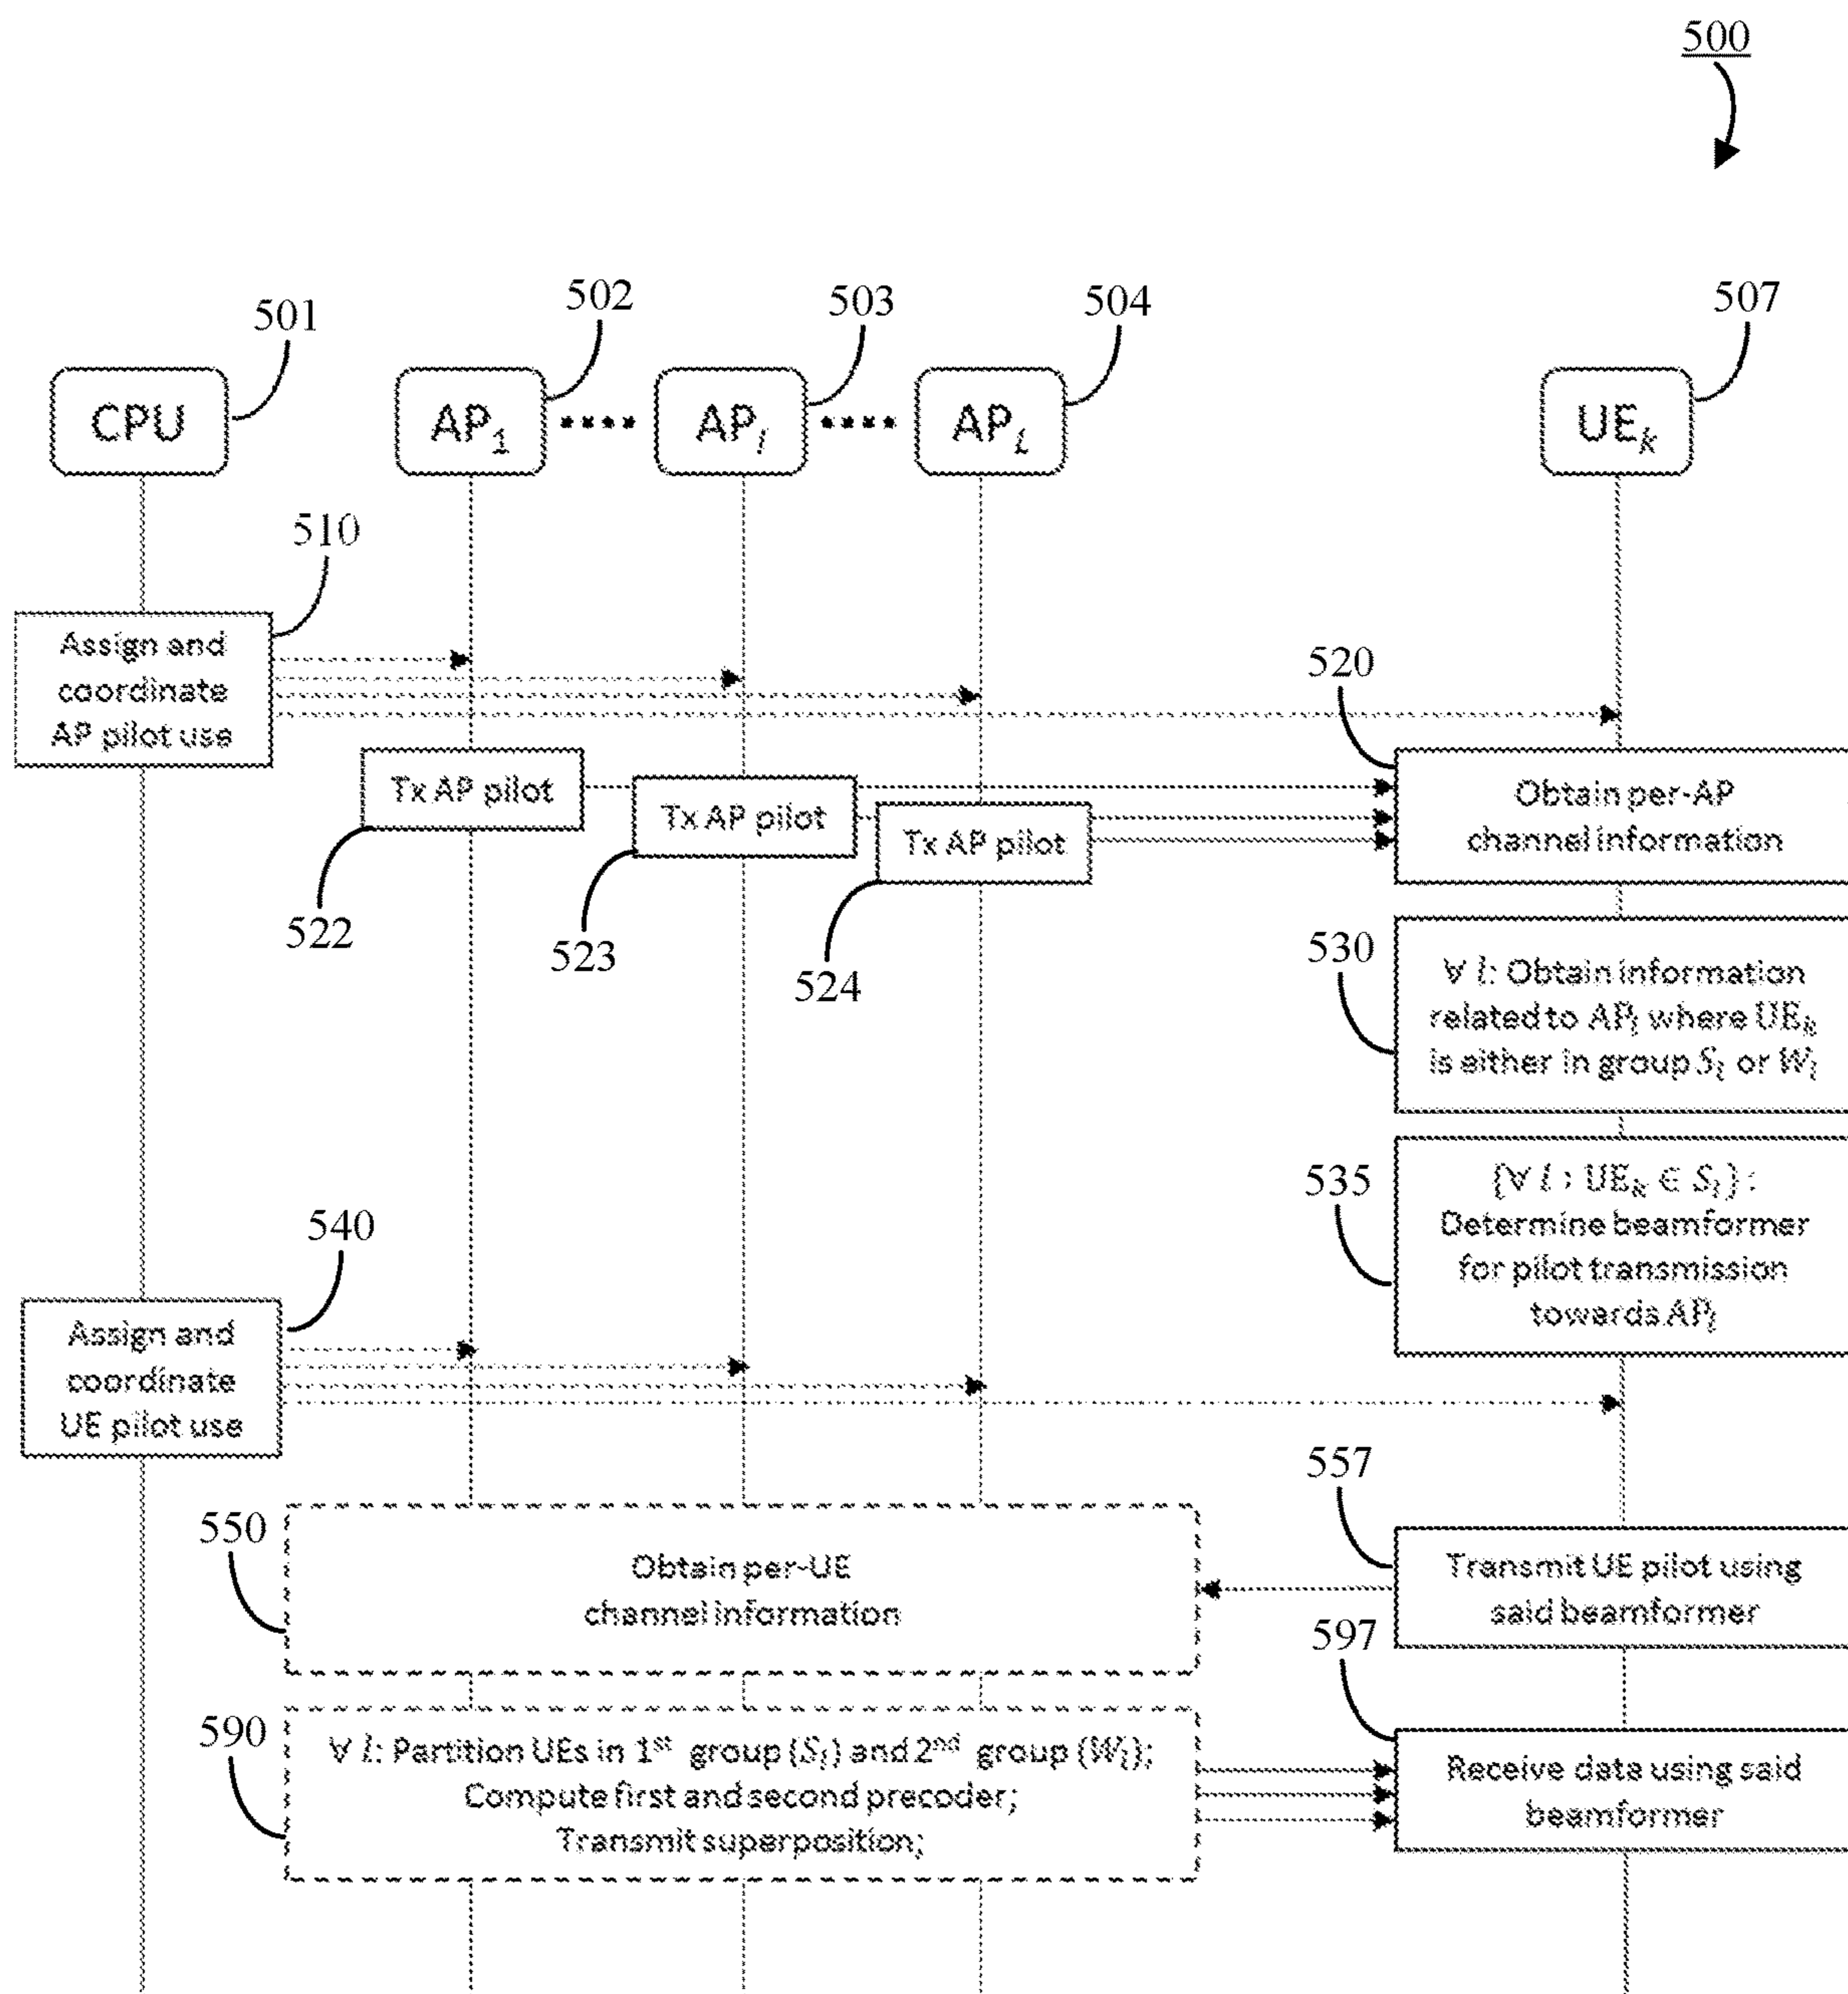 500
501
502
503
504
507
CPU
AP1
APl
APL
UEk
510
Assign and
coordinate
AP pilot use
520
Tx AP pilot
Tx AP pilot
Tx AP pilot
Obtain per-AP
channel information
522
523
524
530
∀ l: Obtain information
related to APl where UEk
is either in group Sl or Wl
535
{∀ l : UEk ∈ Sl} :
Determine beamformer
for pilot transmission
towards APl
540
Assign and
coordinate
UE pilot use
550
Obtain per-UE
channel information
557
Transmit UE pilot using
said beamformer
590
∀ l: Partition UEs in 1st group (Sl) and 2nd group (Wl);
Compute first and second precoder;
Transmit superposition;
597
Receive data using said
beamformer